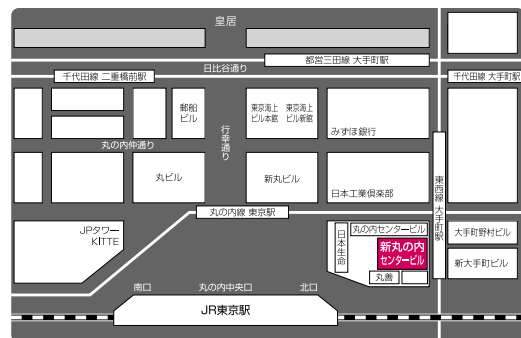 皇居
都営三田線 大手町駅
日比谷通り
千代田線 二重橋前駅
千代田線 大手町駅
郵船
ビル
行幸通り
東京海上
ビル本館
東京海上
ビル新館
みずほ銀行
丸の内仲通り
丸ビル
新丸ビル
日本工業倶楽部
東西線 大手町駅
丸の内線 東京駅
JPタワー
KITTE
日本生命
丸の内センタービル
新丸の内
センタービル
丸善
大手町野村ビル
新大手町ビル
南口
丸の内中央口
北口
JR東京駅